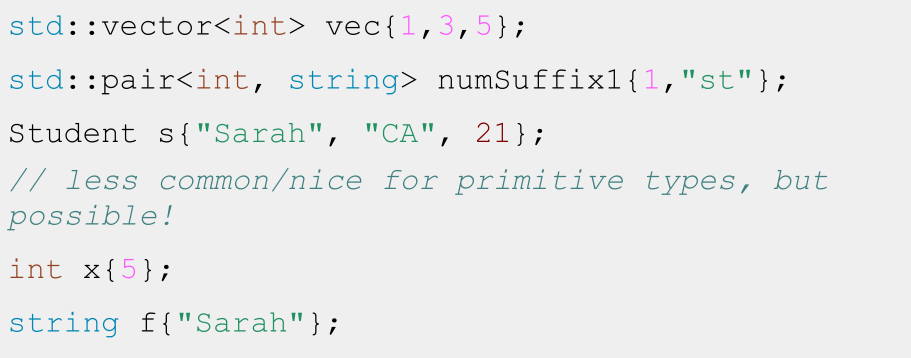 std::vector<int> vec{1,3,5};
std::pair<int, string> numSuffix1{1,"st"};
Student s{"Sarah", "CA", 21};
// less common/nice for primitive types, but
possible!
int x{5};
string f{"Sarah"};